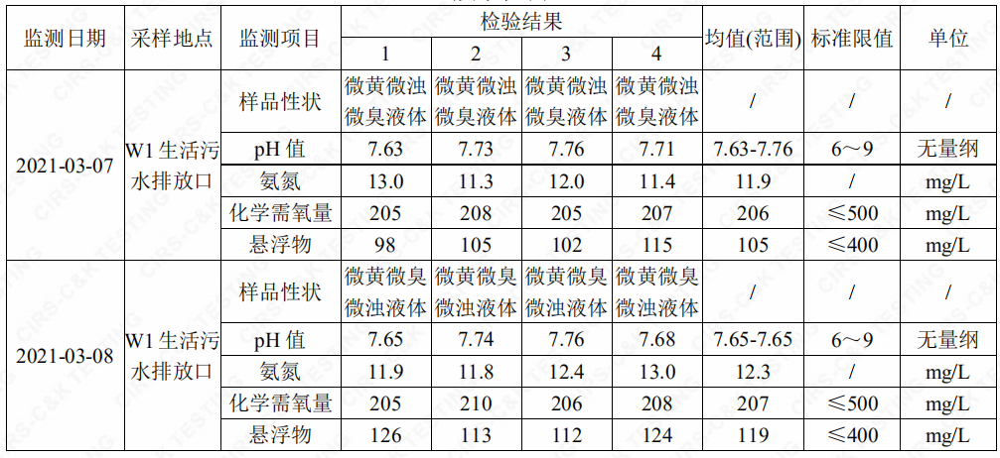 监测日期 采样地点 监测项目 检验结果 均值(范围) 标准限值 单位
1 2 3 4
2021-03-07 W1生活污水排放口 样品性状 微黄微浊微臭液体 微黄微浊微臭液体 微黄微浊微臭液体 微黄微浊微臭液体 / / /
pH值 7.63 7.73 7.76 7.71 7.63-7.76 6～9 无量纲
氨氮 13.0 11.3 12.0 11.4 11.9 / mg/L
化学需氧量 205 208 205 207 206 ≤500 mg/L
悬浮物 98 105 102 115 105 ≤400 mg/L
2021-03-08 W1生活污水排放口 样品性状 微黄微臭微浊液体 微黄微臭微浊液体 微黄微臭微浊液体 微黄微臭微浊液体 / / /
pH值 7.65 7.74 7.76 7.68 7.65-7.65 6～9 无量纲
氨氮 11.9 11.8 12.4 13.0 12.3 / mg/L
化学需氧量 205 210 206 208 207 ≤500 mg/L
悬浮物 126 113 112 124 119 ≤400 mg/L